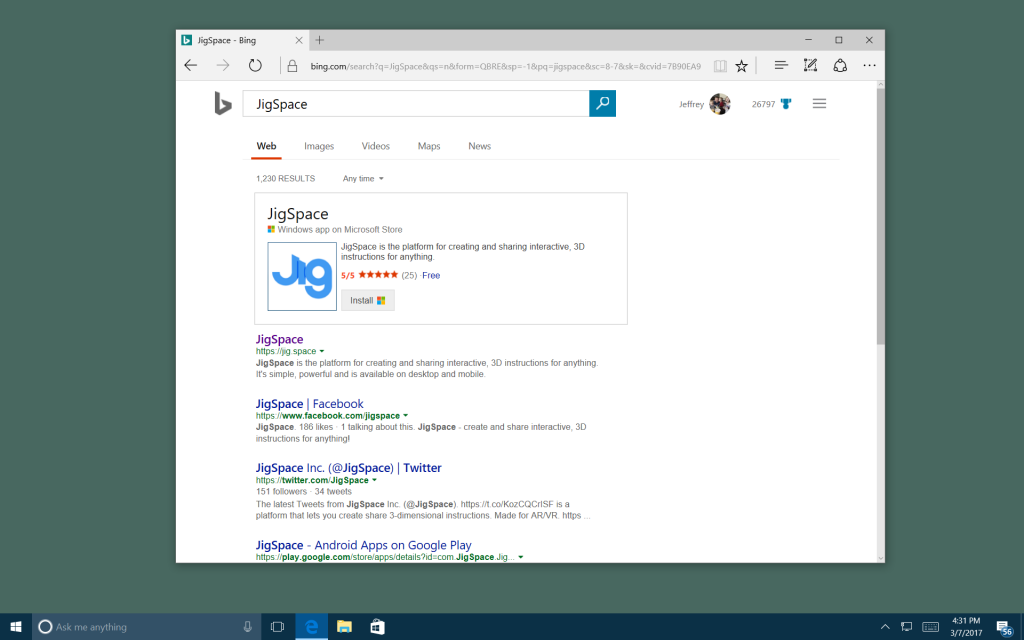 JigSpace - Bing
bing.com/search?q=JigSpace&qs=n&form=QBRE&sp=-1&pq=jigspace&sc=8-7&sk=&cvid=7B90EA9
JigSpace
Jeffrey
26797
Web Images Videos Maps News
1,230 RESULTS Any time
JigSpace
Windows app on Microsoft Store
Jig
JigSpace is the platform for creating and sharing interactive, 3D
instructions for anything.
5/5 (25) Free
Install
JigSpace
https://jig.space
JigSpace is the platform for creating and sharing interactive, 3D instructions for anything.
It's simple, powerful and is available on desktop and mobile.
JigSpace | Facebook
https://www.facebook.com/jigspace
JigSpace. 186 likes · 1 talking about this. JigSpace - create and share interactive, 3D
instructions for anything!
JigSpace Inc. (@JigSpace) | Twitter
https://twitter.com/JigSpace
151 followers · 34 tweets
The latest Tweets from JigSpace Inc. (@JigSpace). https://t.co/KozCQCrISF is a
platform that lets you create share 3-dimensional instructions. Made for AR/VR. https ...
JigSpace - Android Apps on Google Play
https://play.google.com/store/apps/details?id=com.JigSpace.Jig...
Ask me anything
4:31 PM
3/7/2017
56